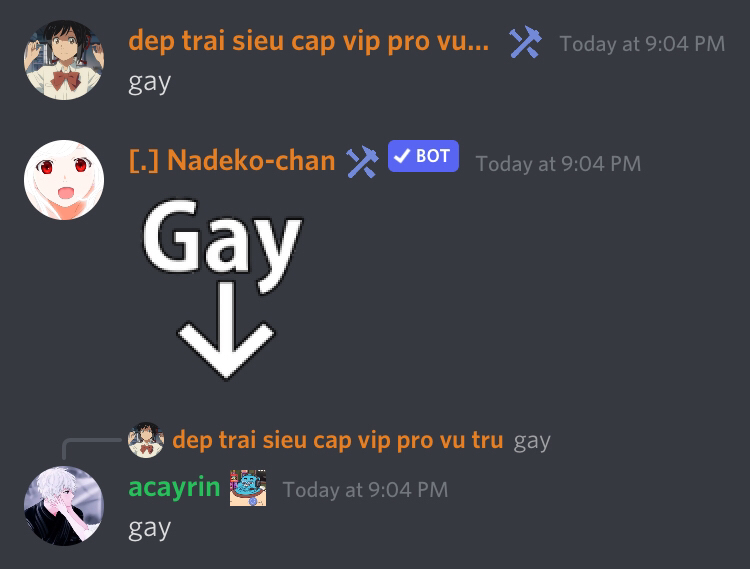 dep trai sieu cap vip pro vu... Today at 9:04 PM
gay
[.] Nadeko-chan BOT Today at 9:04 PM
Gay
dep trai sieu cap vip pro vu tru gay
acayrin Today at 9:04 PM
gay